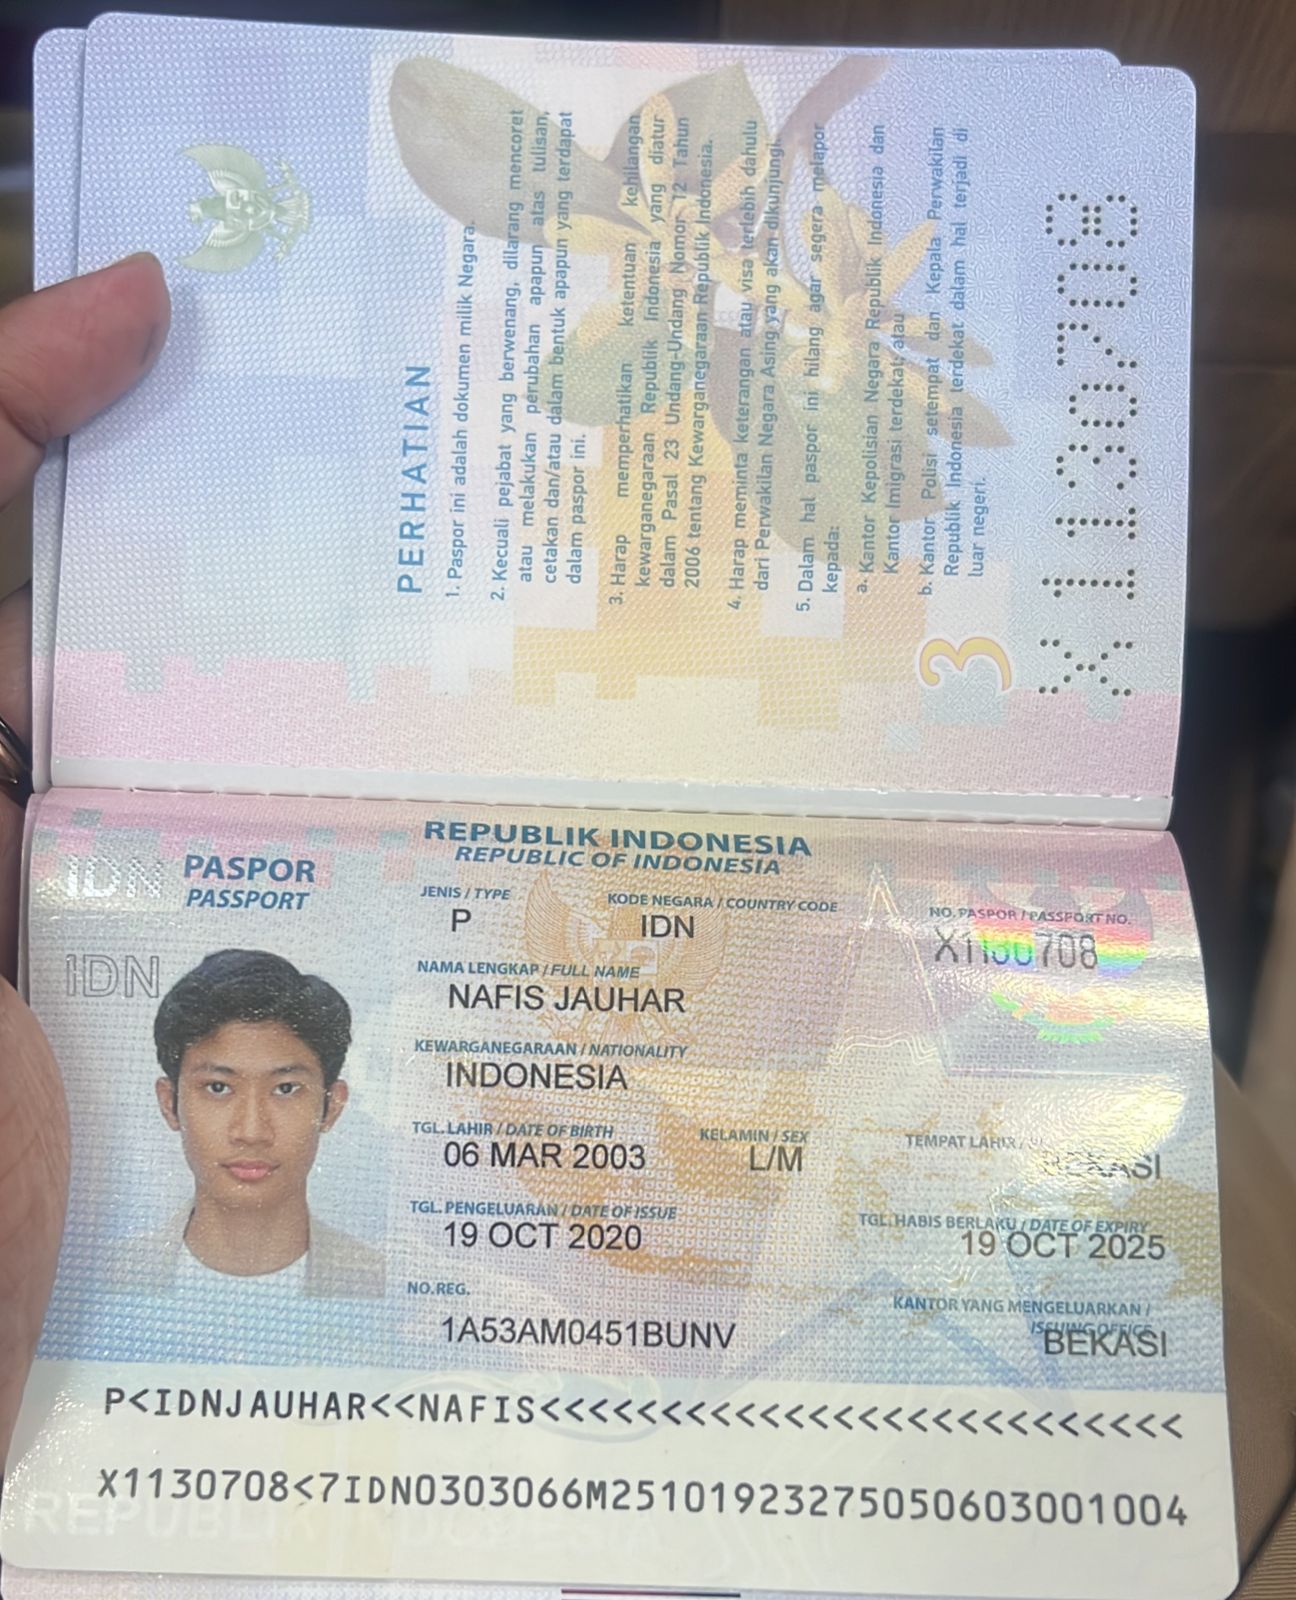 PERHATIAN
1. Paspor ini adalah dokumen milik Negara.
2. Kecuali pejabat yang berwenang, dilarang mencoret
atau melakukan perubahan apapun atas tulisan,
cetakan dan/atau dalam bentuk apapun yang terdapat
dalam paspor ini.
3. Harap memperhatikan ketentuan kehilangan
kewarganegaraan Republik Indonesia yang diatur
dalam Pasal 23 Undang-Undang Nomor 12 Tahun
2006 tentang Kewarganegaraan Republik Indonesia.
4. Harap meminta keterangan atau visa terlebih dahulu
dari Perwakilan Negara Asing yang akan dikunjungi.
5. Dalam hal paspor ini hilang agar segera melapor
kepada:
a. Kantor Kepolisian Negara Republik Indonesia dan
Kantor Imigrasi terdekat; atau
b. Kantor Polisi setempat dan Kepala Perwakilan
Republik Indonesia terdekat dalam hal terjadi di
luar negeri.
3
X1130708
REPUBLIK INDONESIA
REPUBLIC OF INDONESIA
IDN
PASPOR
PASSPORT
JENIS / TYPE
P
KODE NEGARA / COUNTRY CODE
IDN
NO. PASPOR / PASSPORT NO.
X1130708
IDN
NAMA LENGKAP / FULL NAME
NAFIS JAUHAR
KEWARGANEGARAAN / NATIONALITY
INDONESIA
TGL. LAHIR / DATE OF BIRTH
06 MAR 2003
KELAMIN / SEX
L/M
TEMPAT LAHIR /
BEKASI
TGL. PENGELUARAN / DATE OF ISSUE
19 OCT 2020
TGL. HABIS BERLAKU / DATE OF EXPIRY
19 OCT 2025
NO. REG.
1A53AM0451BUNV
KANTOR YANG MENGELUARKAN /
ISSUING OFFICE
BEKASI
P<IDNJAUHAR<<NAFIS<<<<<<<<<<<<<<<<<<<<<<<<<<
X1130708<7IDN0303066M25101923275050603001004
REPUBLIK INDONESIA